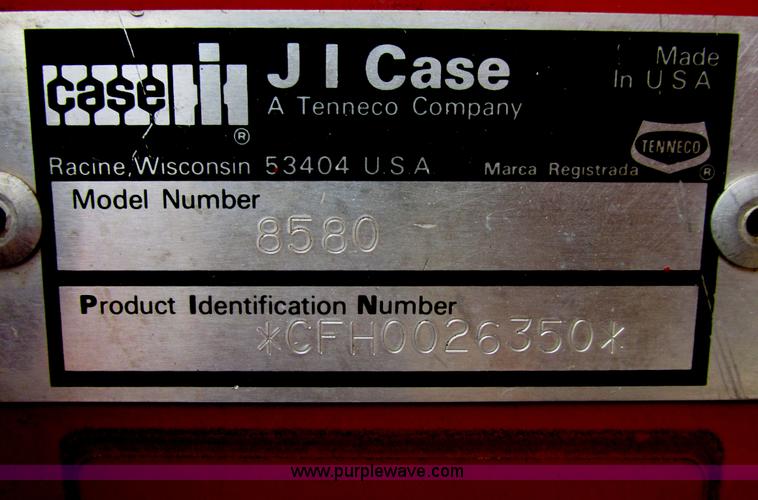 case IH ®
J I Case
A Tenneco Company
Made
In U S A
TENNECO ®
Racine, Wisconsin 53404 U.S.A
Marca Registrada
Model Number
8580
Product Identification Number
*CFH0026350*
www.purplewave.com